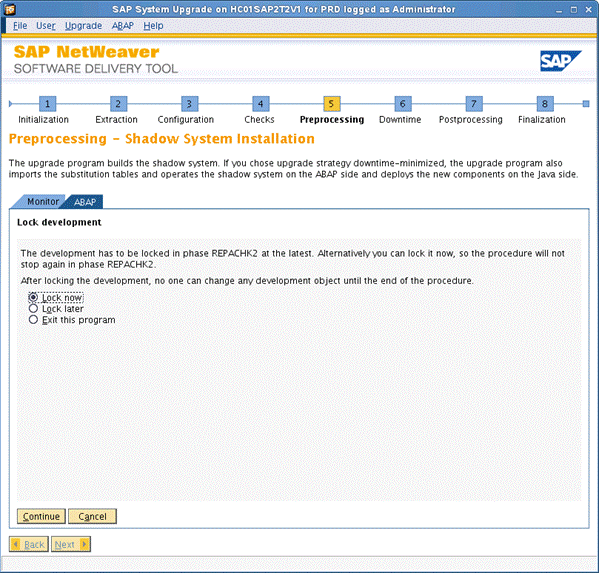 SAP System Upgrade on HC01SAP2T2V1 for PRD logged as Administrator
File User Upgrade ABAP Help
SAP NetWeaver
SOFTWARE DELIVERY TOOL
SAP
1 2 3 4 5 6 7 8
Initialization Extraction Configuration Checks Preprocessing Downtime Postprocessing Finalization
Preprocessing - Shadow System Installation
The upgrade program builds the shadow system. If you chose upgrade strategy downtime-minimized, the upgrade program also
imports the substitution tables and operates the shadow system on the ABAP side and deploys the new components on the Java side.
Monitor ABAP
Lock development
The development has to be locked in phase REPACHK2 at the latest. Alternatively you can lock it now, so the procedure will not
stop again in phase REPACHK2.
After locking the development, no one can change any development object until the end of the procedure.
Lock now
Lock later
Exit this program
Continue Cancel
Back Next